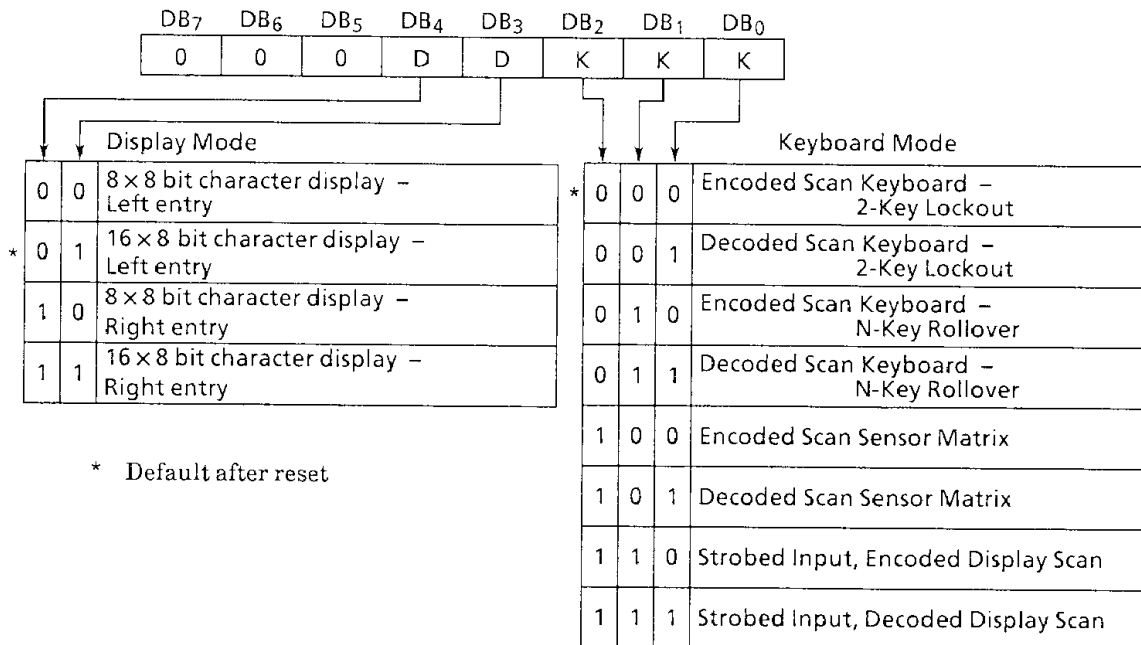 DB7 DB6 DB5 DB4 DB3 DB2 DB1 DB0
0 0 0 D D K K K
Display Mode
0 0 8 × 8 bit character display –
Left entry
* 0 1 16 × 8 bit character display –
Left entry
1 0 8 × 8 bit character display –
Right entry
1 1 16 × 8 bit character display –
Right entry
* Default after reset
Keyboard Mode
* 0 0 0 Encoded Scan Keyboard –
2-Key Lockout
0 0 1 Decoded Scan Keyboard –
2-Key Lockout
0 1 0 Encoded Scan Keyboard –
N-Key Rollover
0 1 1 Decoded Scan Keyboard –
N-Key Rollover
1 0 0 Encoded Scan Sensor Matrix
1 0 1 Decoded Scan Sensor Matrix
1 1 0 Strobed Input, Encoded Display Scan
1 1 1 Strobed Input, Decoded Display Scan